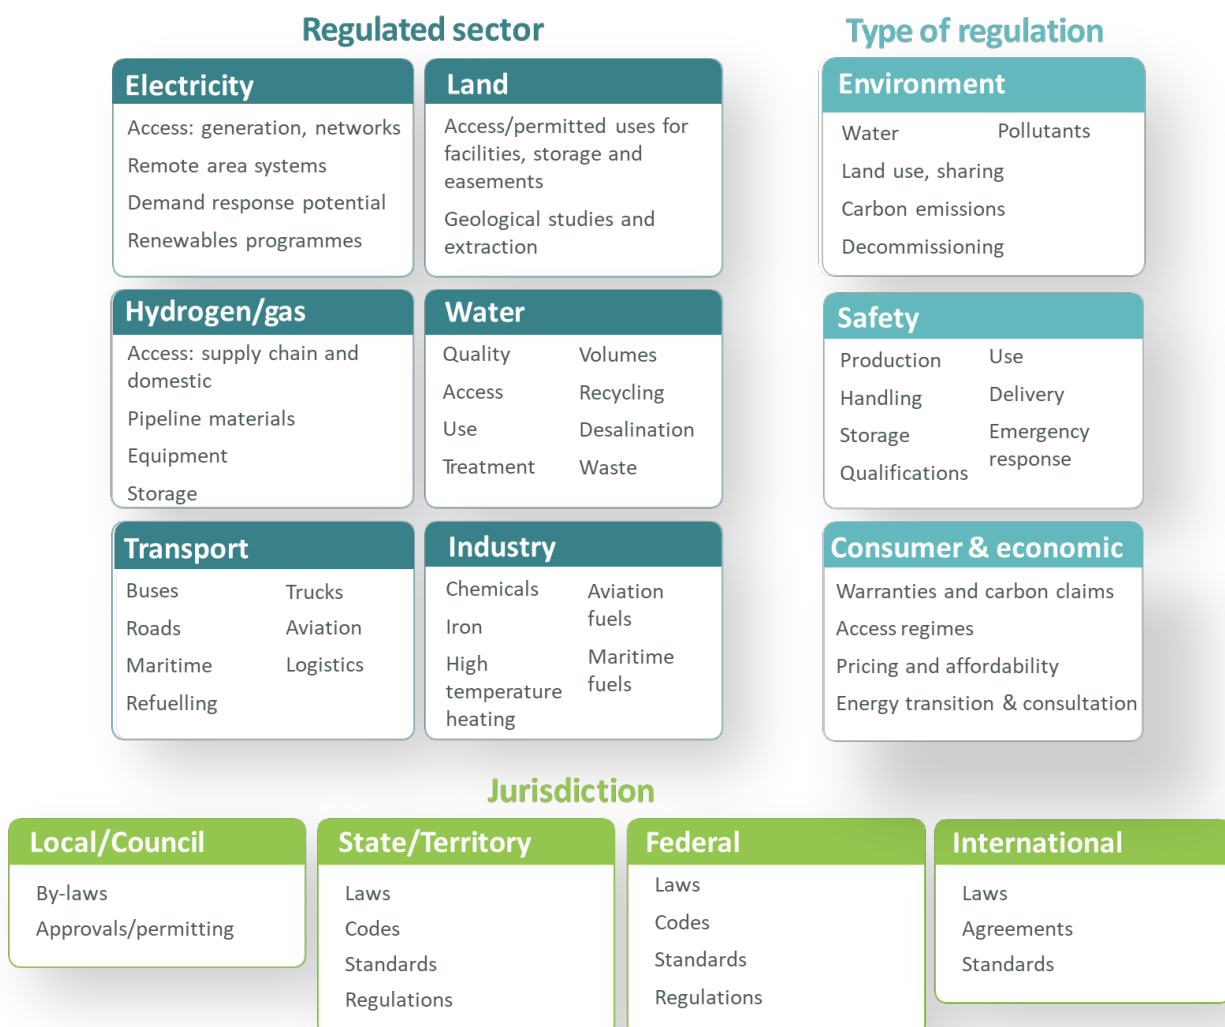 Regulated sector
Type of regulation
Electricity
Access: generation, networks
Remote area systems
Demand response potential
Renewables programmes
Land
Access/permitted uses for
facilities, storage and
easements
Geological studies and
extraction
Environment
Water
Pollutants
Land use, sharing
Carbon emissions
Decommissioning
Hydrogen/gas
Access: supply chain and
domestic
Pipeline materials
Equipment
Storage
Water
Quality
Access
Use
Treatment
Volumes
Recycling
Desalination
Waste
Safety
Production
Handling
Storage
Qualifications
Use
Delivery
Emergency
response
Transport
Buses
Roads
Maritime
Refuelling
Trucks
Aviation
Logistics
Industry
Chemicals
Iron
High
temperature
heating
Aviation
fuels
Maritime
fuels
Consumer & economic
Warranties and carbon claims
Access regimes
Pricing and affordability
Energy transition & consultation
Jurisdiction
Local/Council
By-laws
Approvals/permitting
State/Territory
Laws
Codes
Standards
Regulations
Federal
Laws
Codes
Standards
Regulations
International
Laws
Agreements
Standards